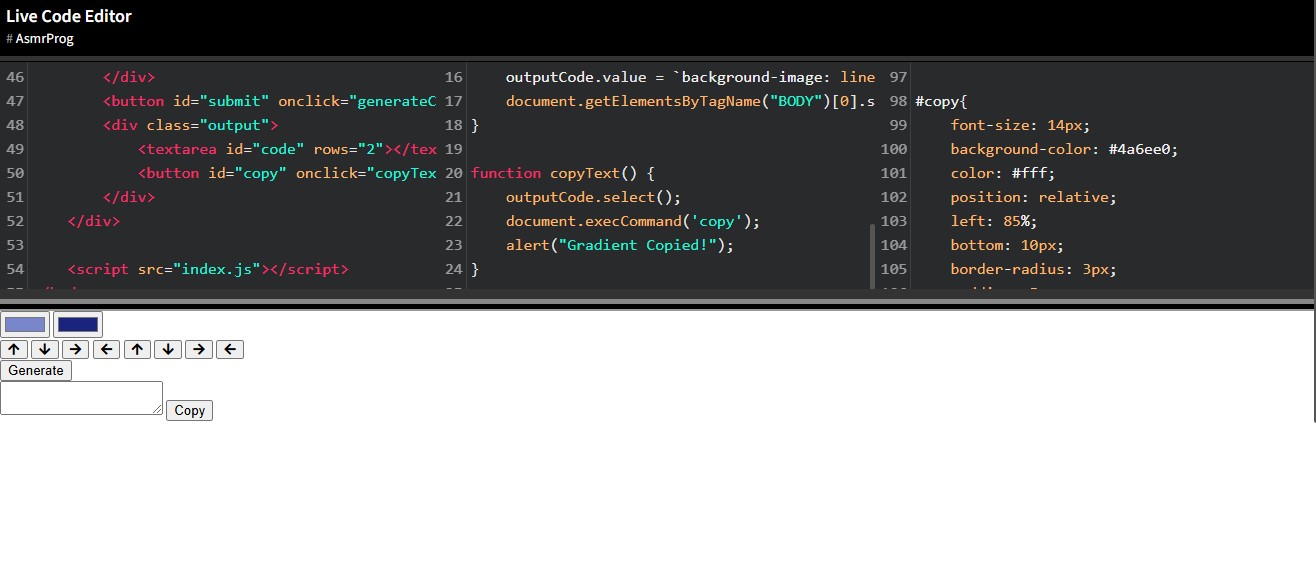 Live Code Editor
# AsmrProg
46         </div>
47         <button id="submit" onclick="generateC
48         <div class="output">
49             <textarea id="code" rows="2"></tex
50             <button id="copy" onclick="copyTex
51         </div>
52     </div>
53
54     <script src="index.js"></script>
16     outputCode.value = `background-image: line
17     document.getElementsByTagName("BODY")[0].s
18 }
19
20 function copyText() {
21     outputCode.select();
22     document.execCommand('copy');
23     alert("Gradient Copied!");
24 }
97
98 #copy{
99     font-size: 14px;
100     background-color: #4a6ee0;
101     color: #fff;
102     position: relative;
103     left: 85%;
104     bottom: 10px;
105     border-radius: 3px;
Generate
Copy